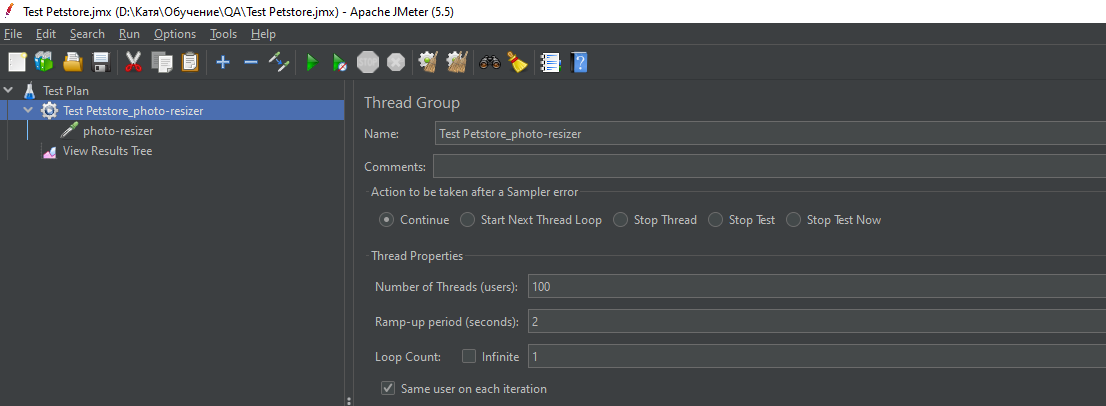 Test Petstore.jmx (D:\Катя\Обучение\QA\Test Petstore.jmx) - Apache JMeter (5.5)
File Edit Search Run Options Tools Help
STOP
Test Plan
Test Petstore_photo-resizer
photo-resizer
View Results Tree
Thread Group
Name: Test Petstore_photo-resizer
Comments:
Action to be taken after a Sampler error
Continue Start Next Thread Loop Stop Thread Stop Test Stop Test Now
Thread Properties
Number of Threads (users): 100
Ramp-up period (seconds): 2
Loop Count: Infinite 1
Same user on each iteration